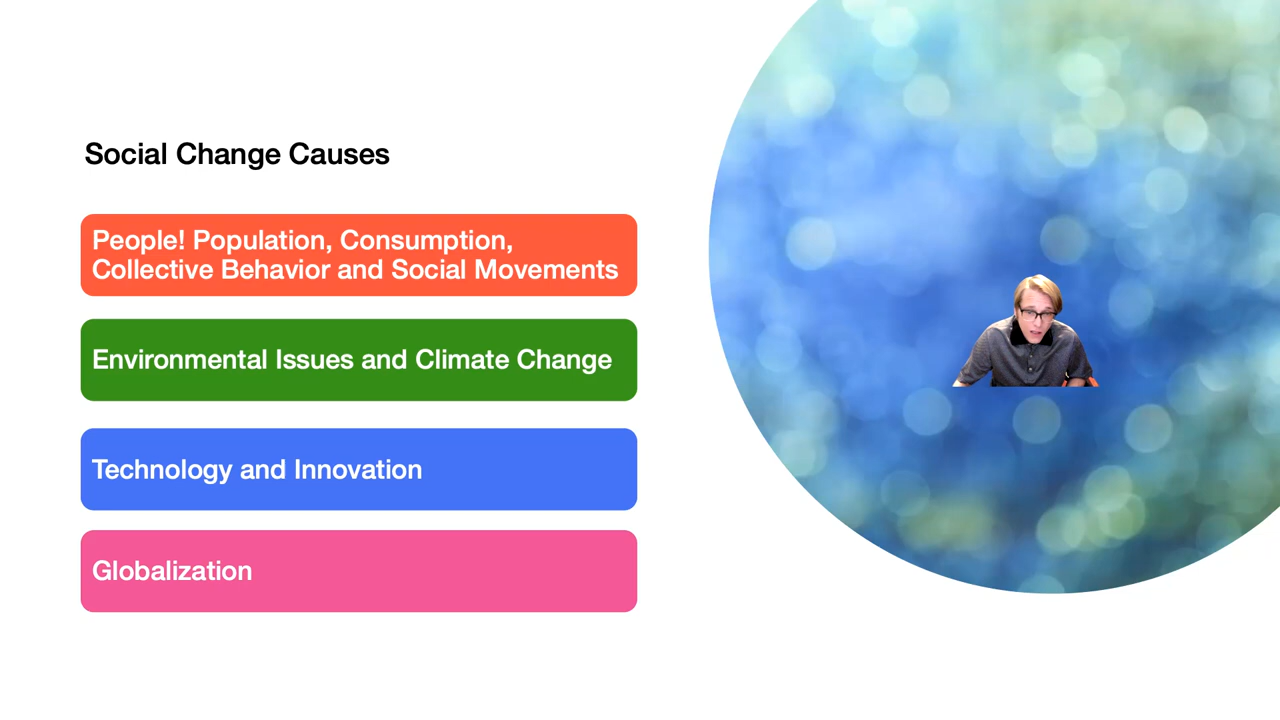 Social Change Causes
People! Population, Consumption,
Collective Behavior and Social Movements
Environmental Issues and Climate Change
Technology and Innovation
Globalization